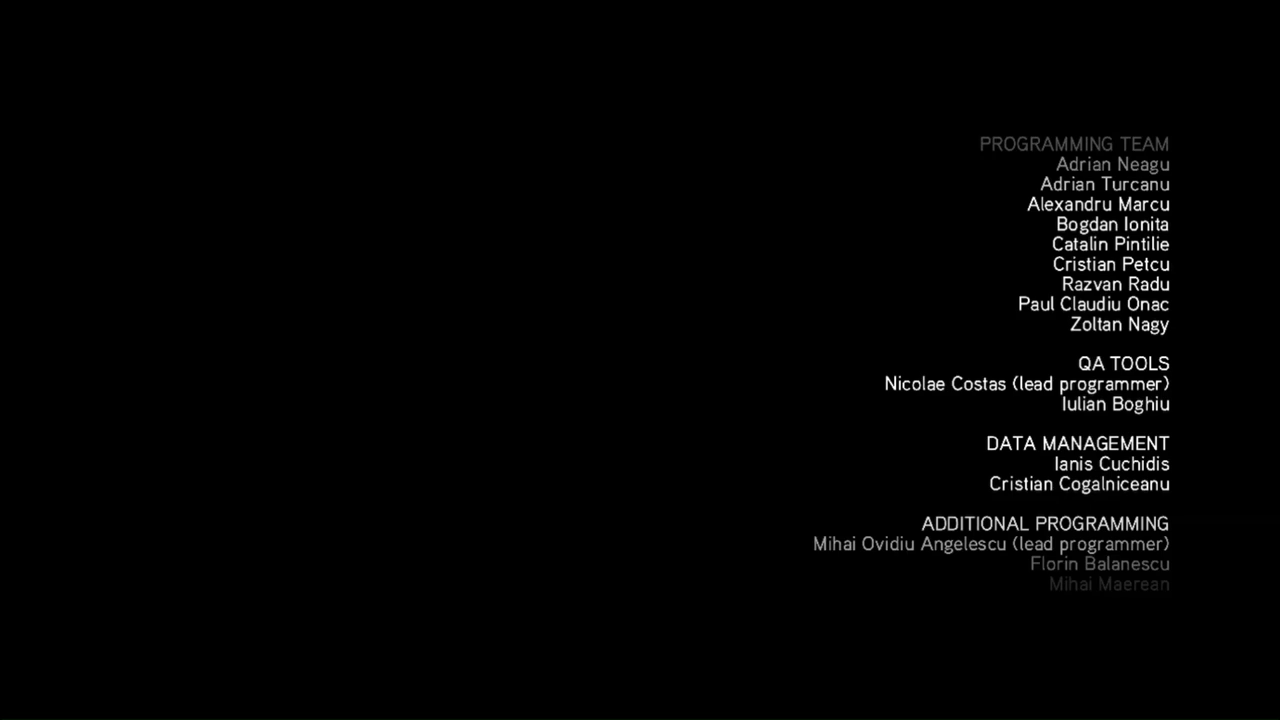 PROGRAMMING TEAM
Adrian Neagu
Adrian Turcanu
Alexandru Marcu
Bogdan Ionita
Catalin Pintilie
Cristian Petcu
Razvan Radu
Paul Claudiu Onac
Zoltan Nagy
QA TOOLS
Nicolae Costas (lead programmer)
Iulian Boghiu
DATA MANAGEMENT
Ianis Cuchidis
Cristian Cogalniceanu
ADDITIONAL PROGRAMMING
Mihai Ovidiu Angelescu (lead programmer)
Florin Balanescu
Mihai Maerean